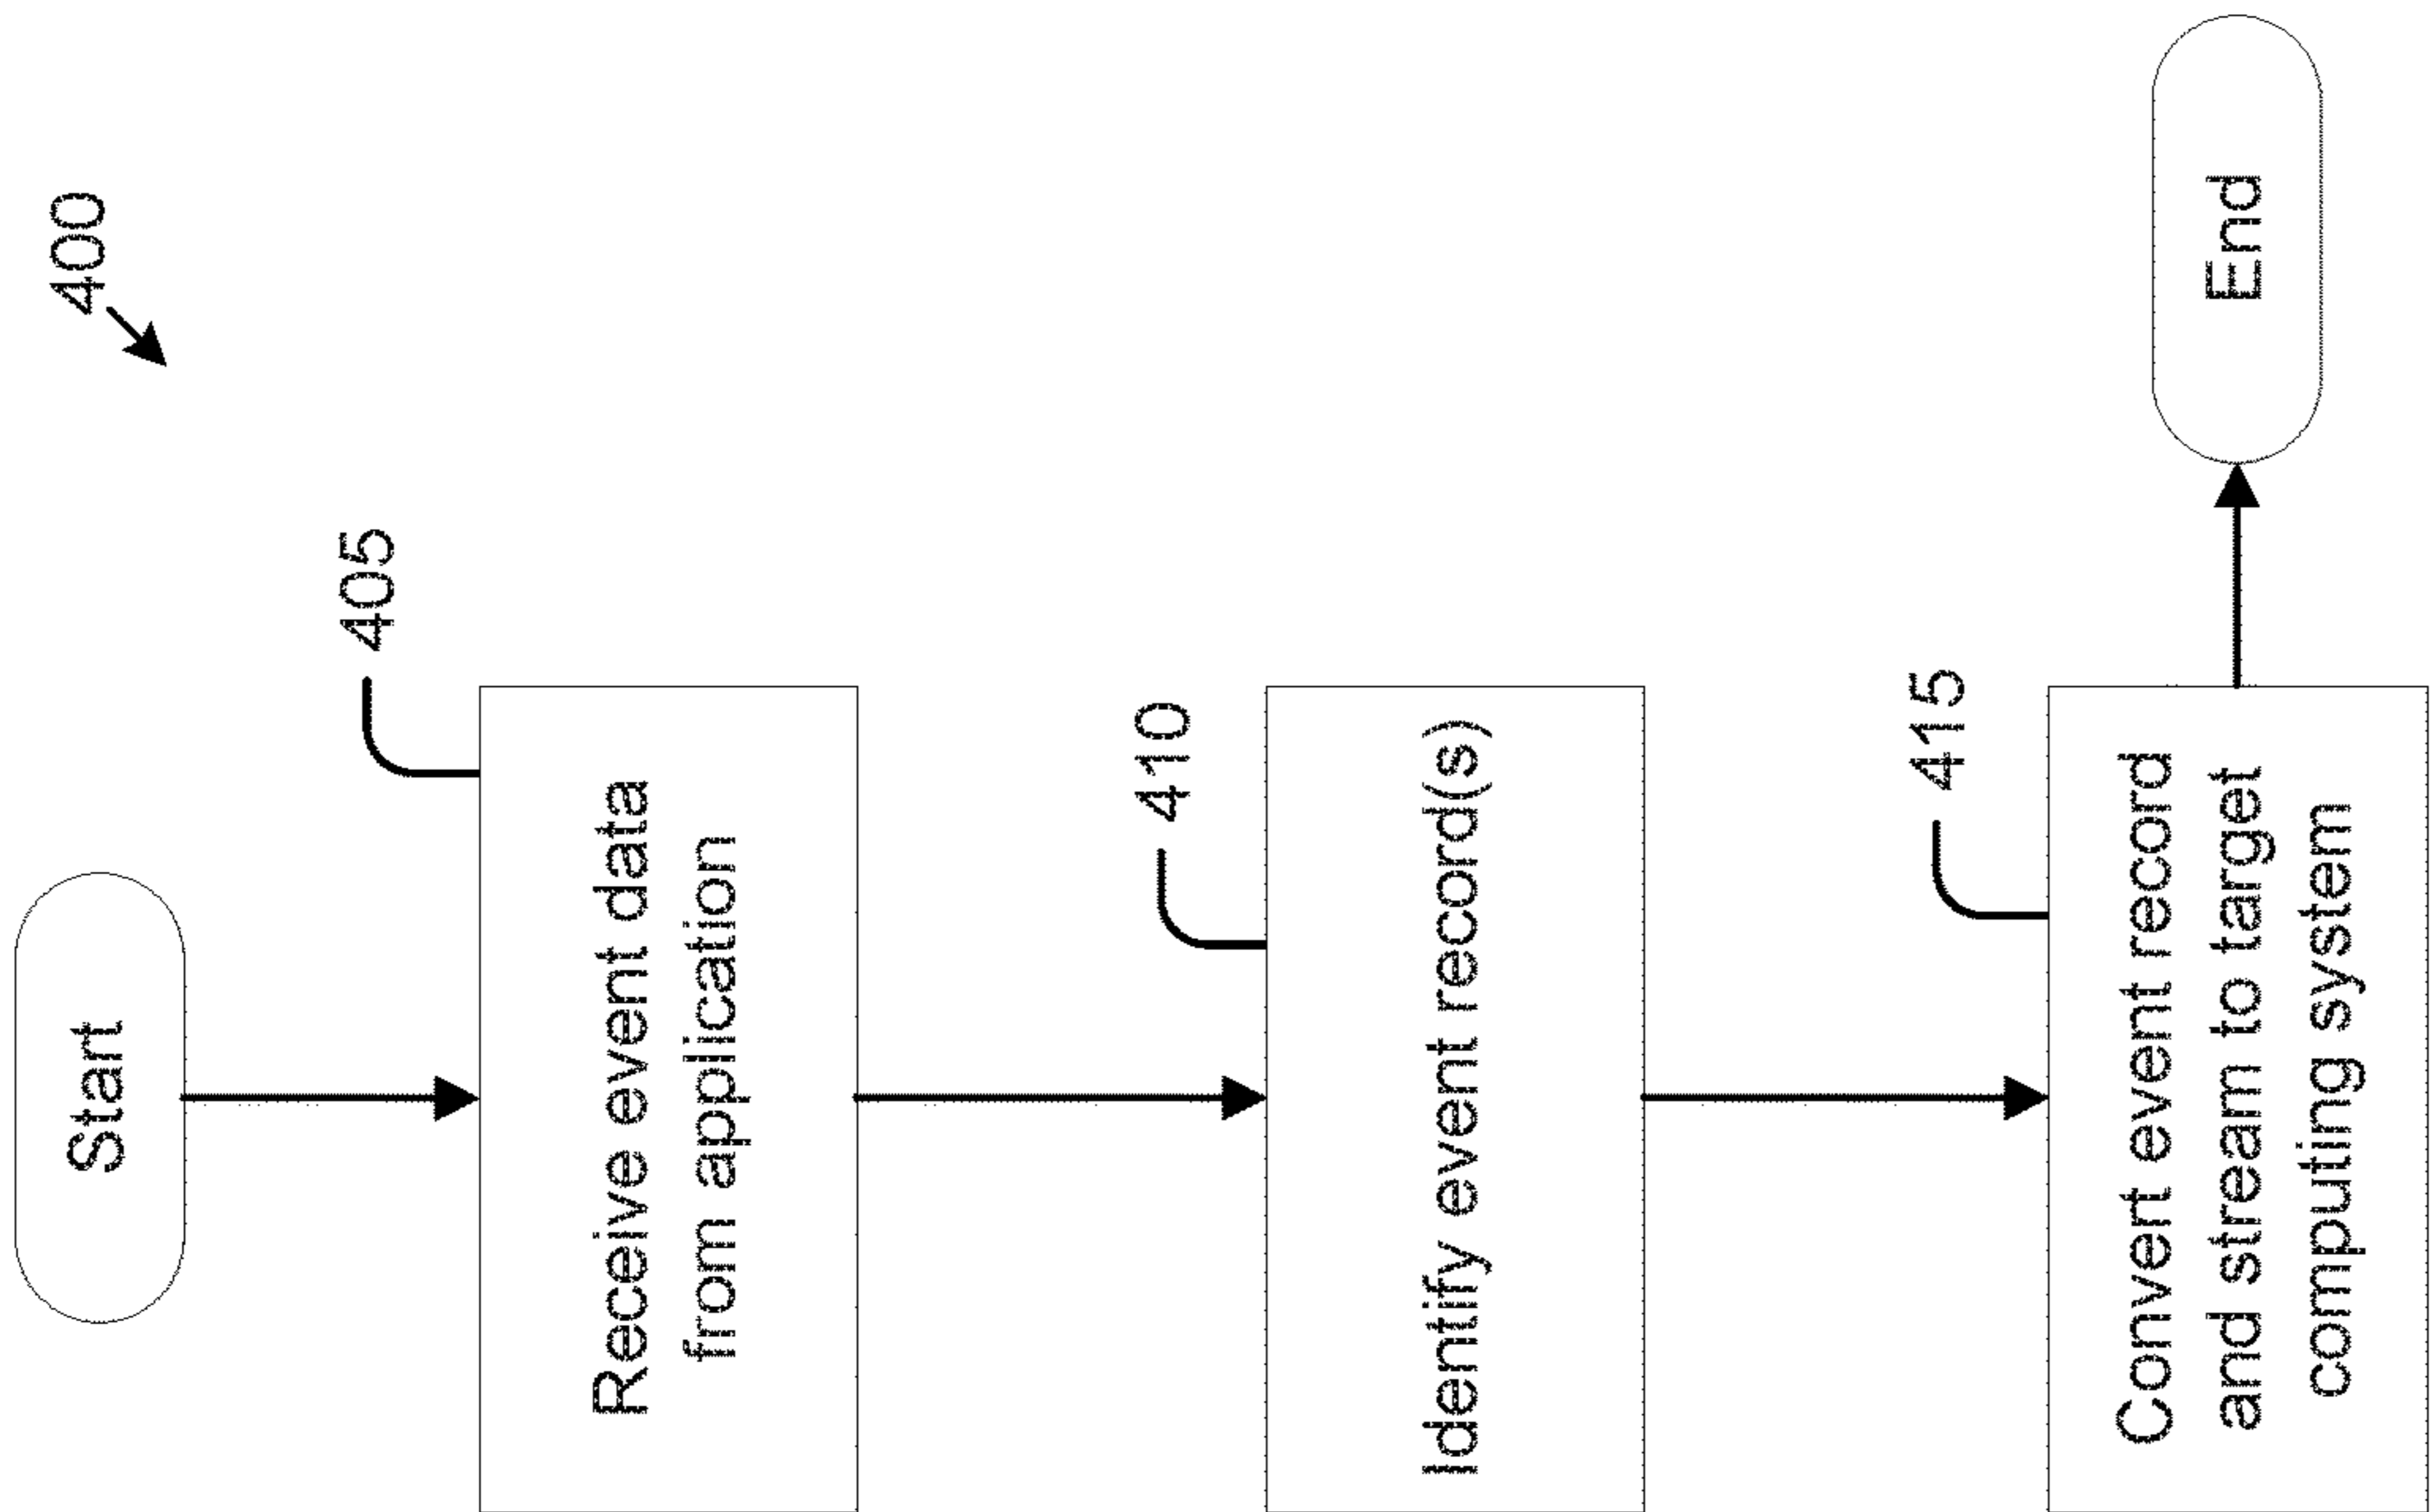 400
Start
405
Receive event data
from application
410
Identify event record(s)
415
Convert event record
and stream to target
computing system
End